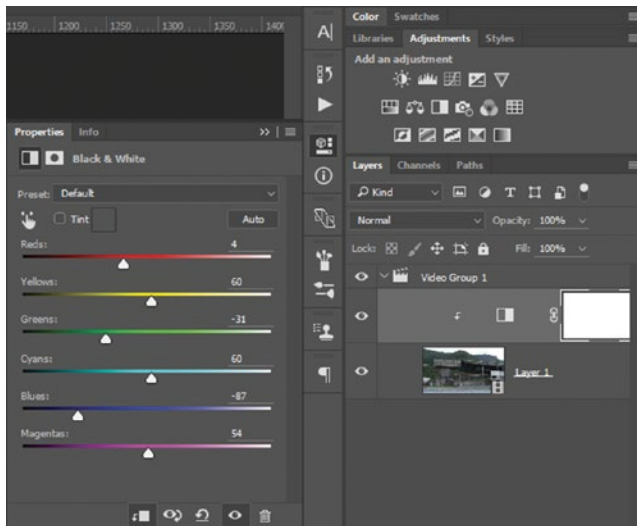 1150 1200 1250 1300 1350 140
Properties Info
Black & White
Preset: Default
Tint Auto
Reds: 4
Yellows: 60
Greens: -31
Cyans: 60
Blues: -87
Magentas: 54
A
Color Swatches
Libraries Adjustments Styles
Add an adjustment
Layers Channels Paths
Kind T
Normal Opacity: 100%
Lock: Fill: 100%
Video Group 1
Layer 1